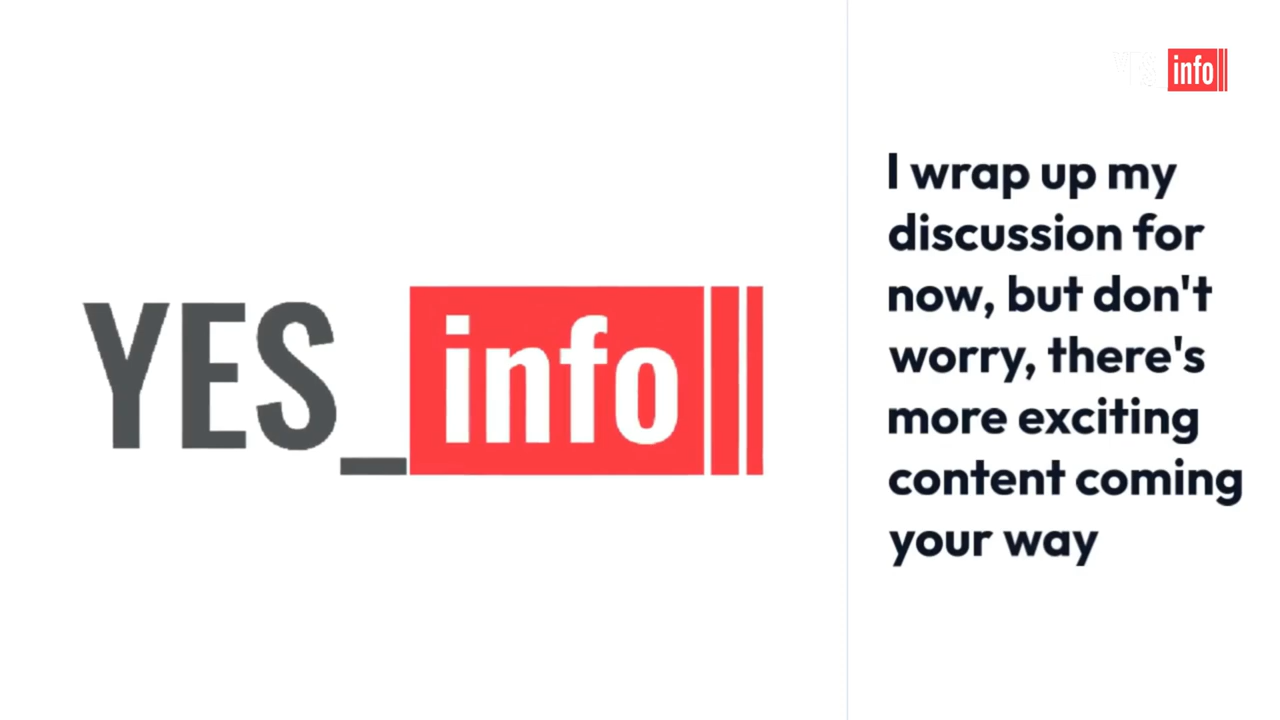 YES_info
info
I wrap up my
discussion for
now, but don't
worry, there's
more exciting
content coming
your way